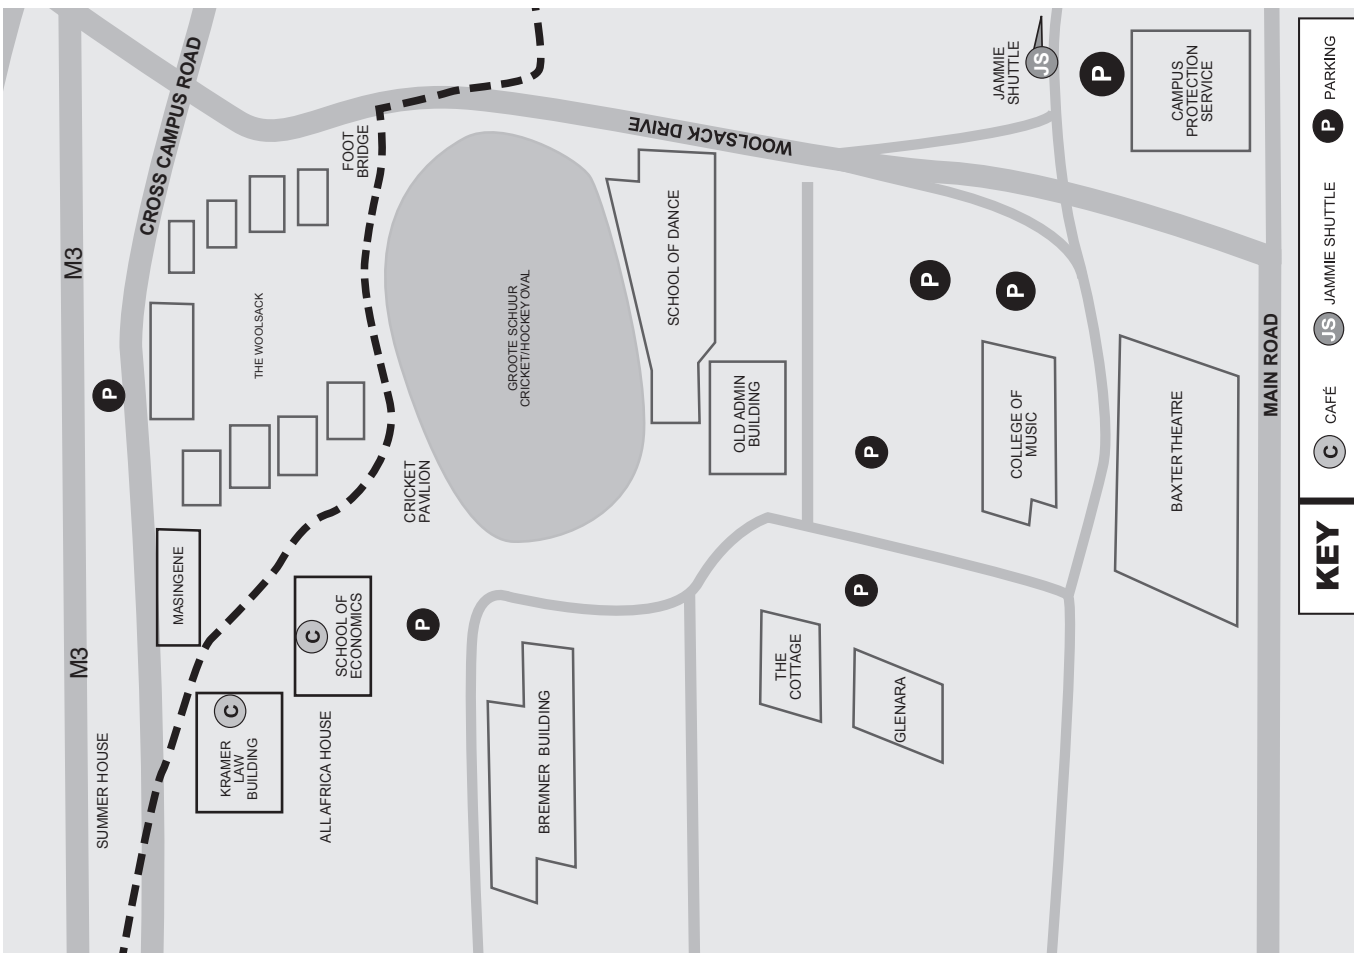 M3
M3
SUMMER HOUSE
P
CROSS CAMPUS ROAD
MASINGENE
C
KRAMER
LAW
BUILDING
THE WOOLSACK
C
SCHOOL OF
ECONOMICS
ALL AFRICA HOUSE
FOOT
BRIDGE
CRICKET
PAVLION
P
GROOTE SCHUUR
CRICKET/HOCKEY OVAL
BREMNER BUILDING
SCHOOL OF DANCE
WOOLSACK DRIVE
OLD ADMIN
BUILDING
THE
COTTAGE
P
P
GLENARA
P
P
COLLEGE OF
MUSIC
JAMMIE
SHUTTLE
JS
P
BAXTER THEATRE
CAMPUS
PROTECTION
SERVICE
MAIN ROAD
KEY
C CAFÉ
JS JAMMIE SHUTTLE
P PARKING